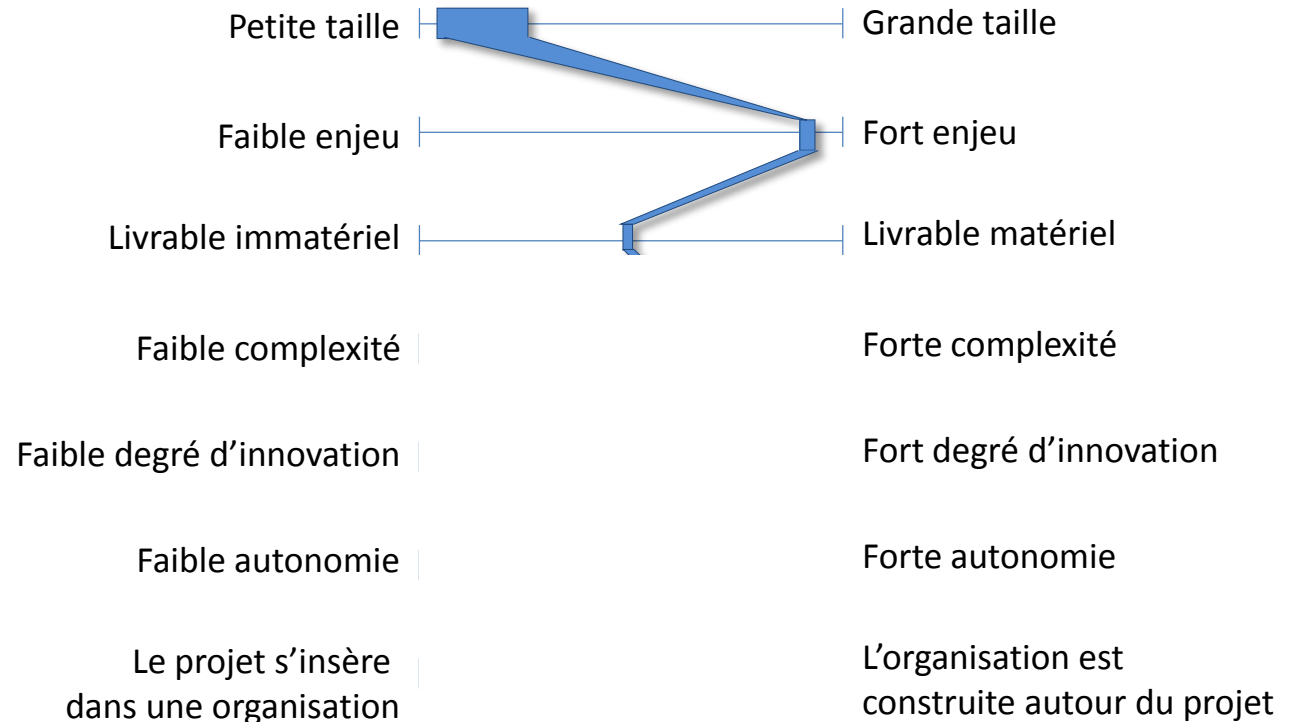 Petite taille
Grande taille
Faible enjeu
Fort enjeu
Livrable immatériel
Livrable matériel
Faible complexité
Forte complexité
Faible degré d’innovation
Fort degré d’innovation
Faible autonomie
Forte autonomie
Le projet s’insère
dans une organisation
L’organisation est
construite autour du projet